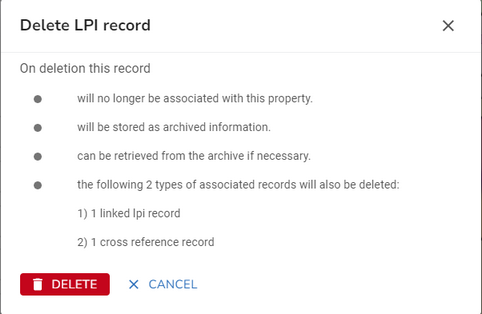 Delete LPI record
On deletion this record
will no longer be associated with this property.
will be stored as archived information.
can be retrieved from the archive if necessary.
the following 2 types of associated records will also be deleted:
1) 1 linked lpi record
2) 1 cross reference record
DELETE
CANCEL